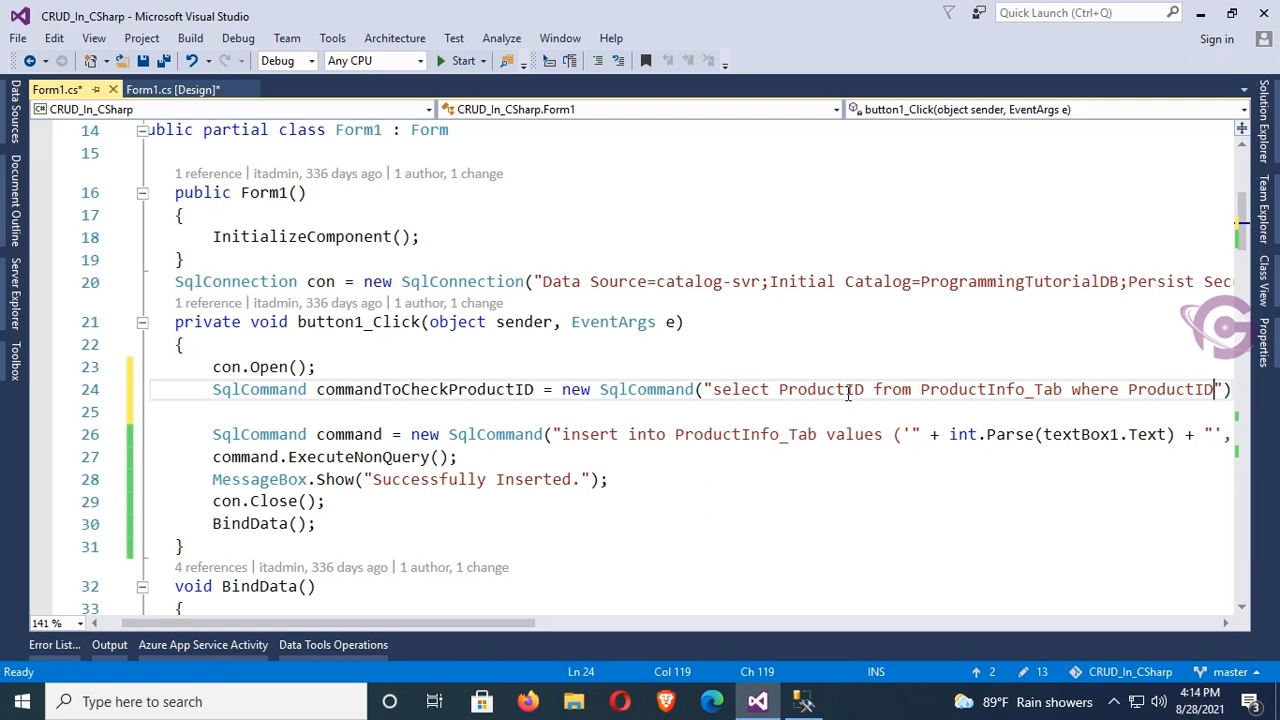 CRUD_In_CSharp - Microsoft Visual Studio
Quick Launch (Ctrl+Q)
File Edit View Project Build Debug Team Tools Architecture Test Analyze Window Help
Sign in
Debug Any CPU Start
Form1.cs* Form1.cs [Design]*
CRUD_In_CSharp CRUD_In_CSharp.Form1 button1_Click(object sender, EventArgs e)
Data Sources
Document Outline
Server Explorer
Toolbox
14 ublic partial class Form1 : Form
15
1 reference | itadmin, 336 days ago | 1 author, 1 change
16 public Form1()
17 {
18 InitializeComponent();
19 }
20 SqlConnection con = new SqlConnection("Data Source=catalog-svr;Initial Catalog=ProgrammingTutorialDB;Persist Sec
1 reference | itadmin, 336 days ago | 1 author, 1 change
21 private void button1_Click(object sender, EventArgs e)
22 {
23 con.Open();
24 SqlCommand commandToCheckProductID = new SqlCommand("select ProductID from ProductInfo_Tab where ProductID")
25
26 SqlCommand command = new SqlCommand("insert into ProductInfo_Tab values ('" + int.Parse(textBox1.Text) + "',
27 command.ExecuteNonQuery();
28 MessageBox.Show("Successfully Inserted.");
29 con.Close();
30 BindData();
31 }
4 references | itadmin, 336 days ago | 1 author, 1 change
32 void BindData()
33 {
Solution Explorer
Team Explorer
Class View
Properties
141 %
Error List... Output Azure App Service Activity Data Tools Operations
Ready Ln 24 Col 119 Ch 119 INS 2 13 CRUD_In_CSharp master
Type here to search
89°F Rain showers
4:14 PM
8/28/2021
3